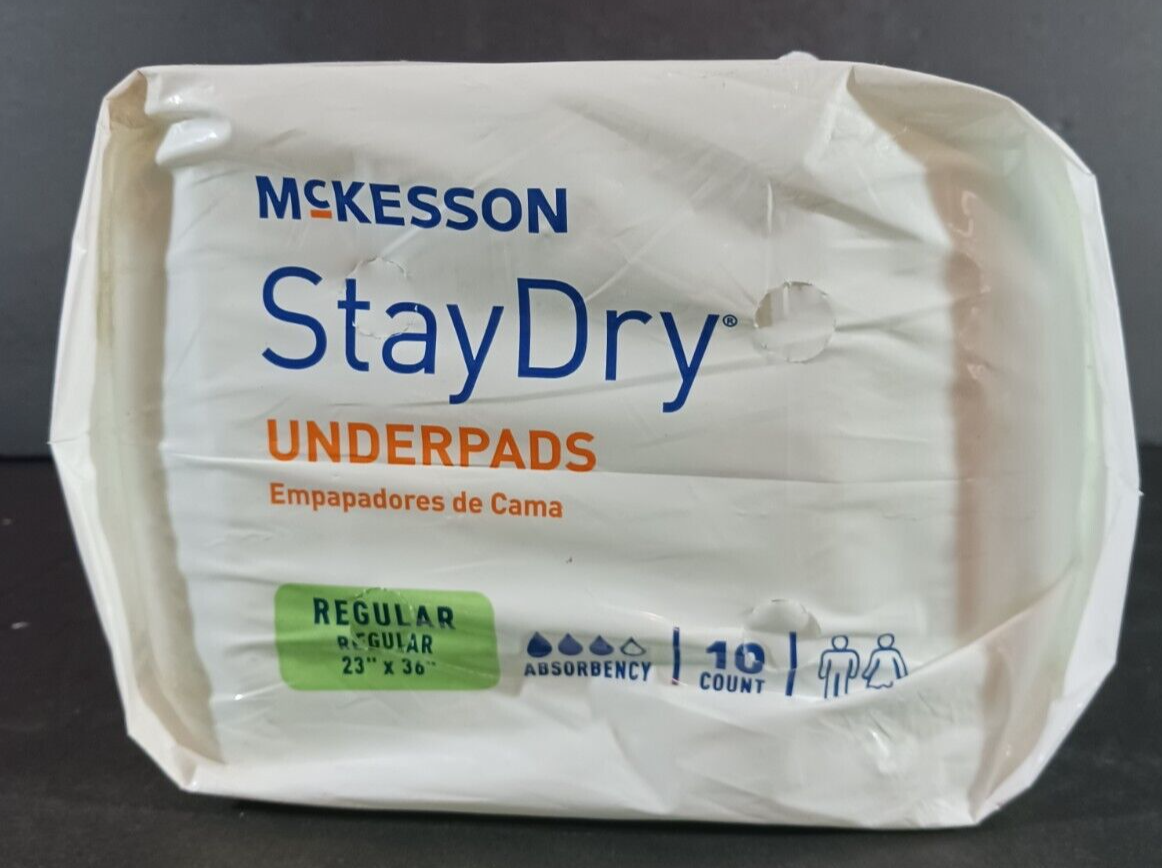 McKESSON
StayDry®
UNDERPADS
Empapadores de Cama
REGULAR
REGULAR
23" x 36"
ABSORBENCY
10
COUNT